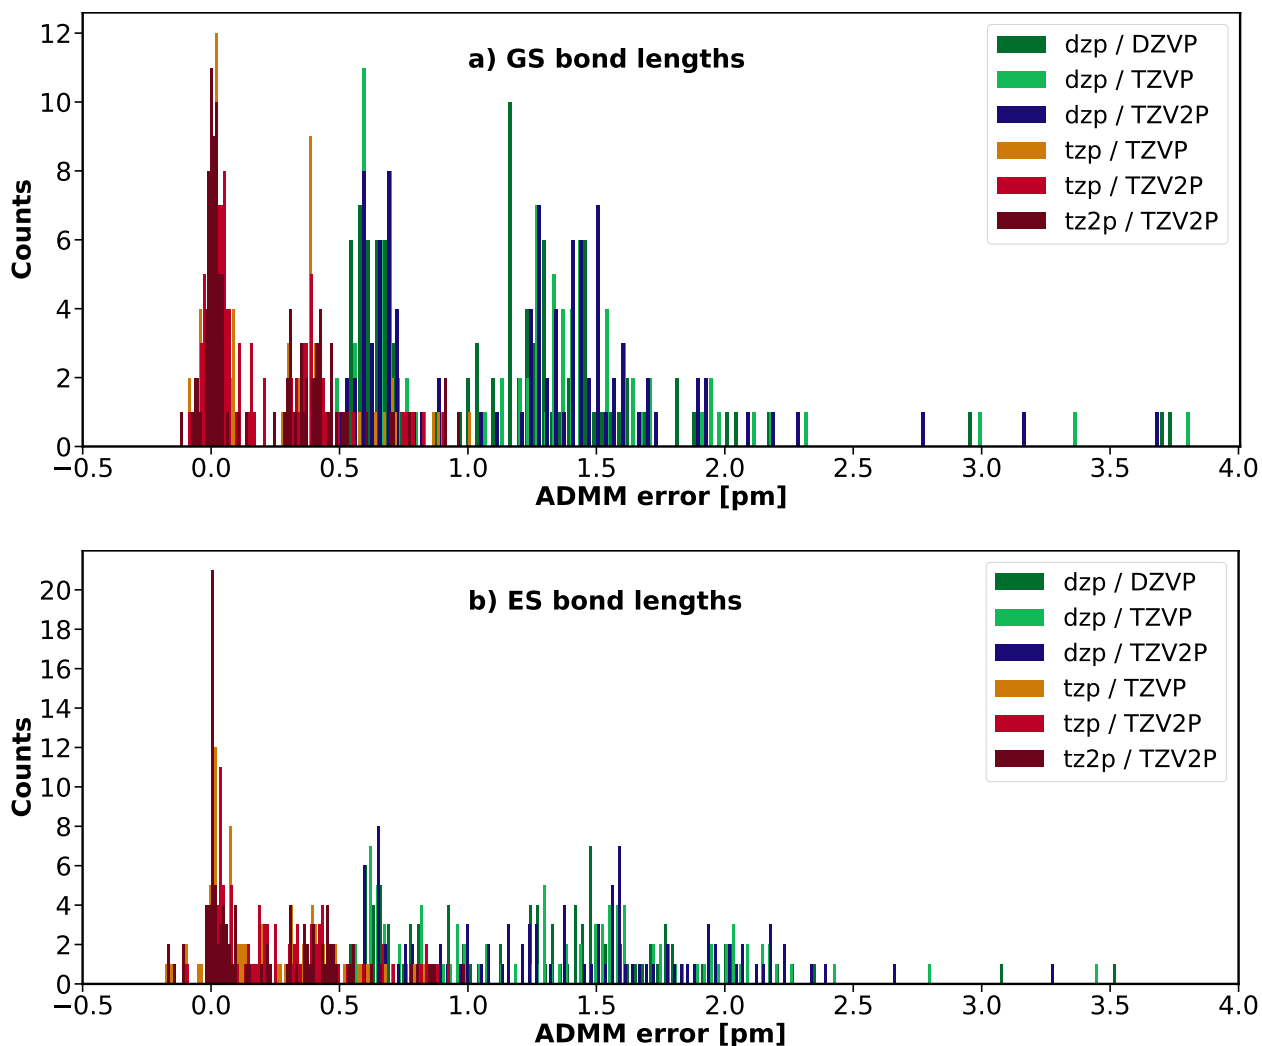 12
10
8
6
4
2
0
Counts
a) GS bond lengths
dzp / DZVP
dzp / TZVP
dzp / TZV2P
tzp / TZVP
tzp / TZV2P
tz2p / TZV2P
−0.5 0.0 0.5 1.0 1.5 2.0 2.5 3.0 3.5 4.0
ADMM error [pm]
20
18
16
14
12
10
8
6
4
2
0
Counts
b) ES bond lengths
dzp / DZVP
dzp / TZVP
dzp / TZV2P
tzp / TZVP
tzp / TZV2P
tz2p / TZV2P
−0.5 0.0 0.5 1.0 1.5 2.0 2.5 3.0 3.5 4.0
ADMM error [pm]